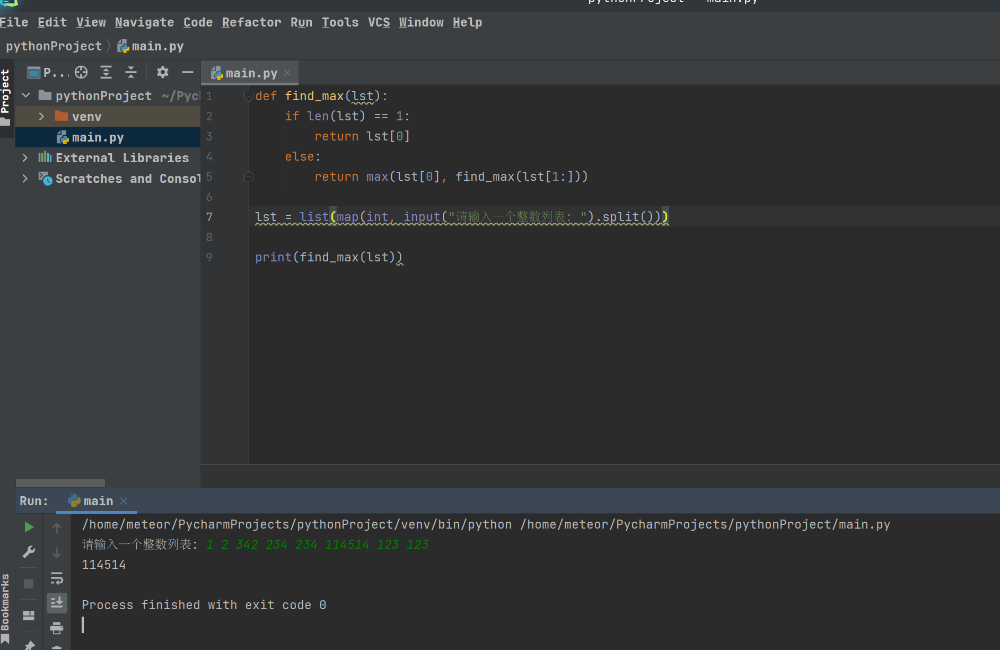 File Edit View Navigate Code Refactor Run Tools VCS Window Help
pythonProject main.py
Project
P...
main.py
pythonProject
venv
main.py
External Libraries
Scratches and Consol
1 def find_max(lst):
2 if len(lst) == 1:
3 return lst[0]
4 else:
5 return max(lst[0], find_max(lst[1:]))
6
7 lst = list(map(int, input("请输入一个整数列表: ").split()))
8
9 print(find_max(lst))
Run: main
/home/meteor/PycharmProjects/pythonProject/venv/bin/python /home/meteor/PycharmProjects/pythonProject/main.py
请输入一个整数列表: 1 2 342 234 234 114514 123 123
114514
Process finished with exit code 0
Bookmarks